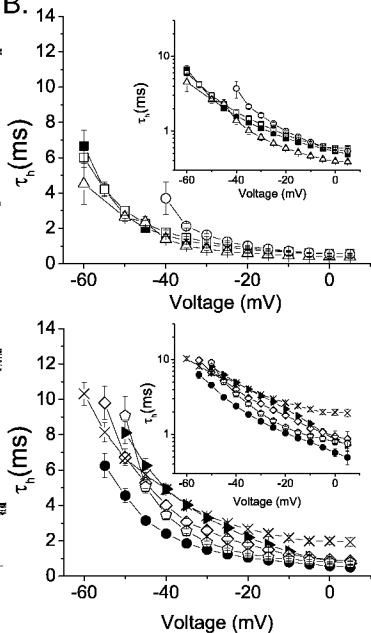 B.
τh(ms)
14
12
10
8
6
4
2
0
-60 -40 -20 0
Voltage (mV)
τh(ms)
10
1
-60 -40 -20 0
Voltage (mV)
τh(ms)
14
12
10
8
6
4
2
0
-60 -40 -20 0
Voltage (mV)
τh(ms)
10
1
-60 -40 -20 0
Voltage (mV)